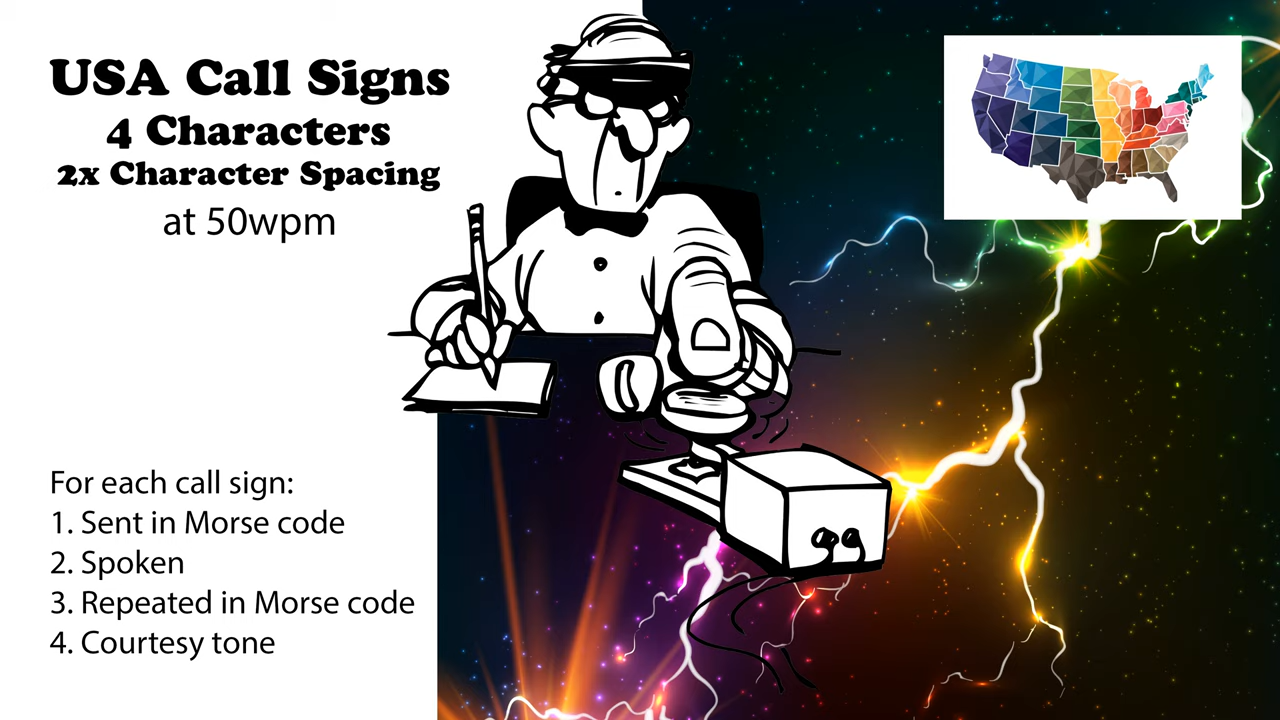 USA Call Signs
4 Characters
2x Character Spacing
at 50wpm
For each call sign:
1. Sent in Morse code
2. Spoken
3. Repeated in Morse code
4. Courtesy tone